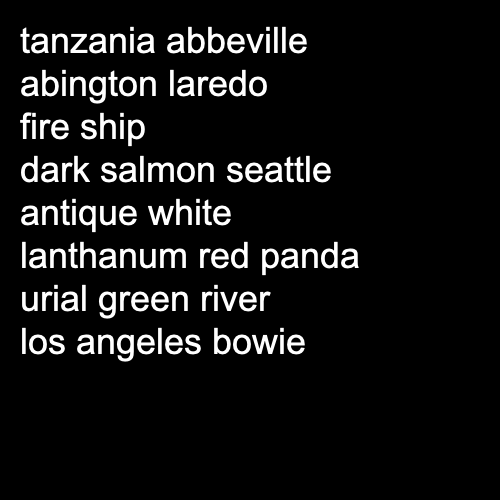 tanzania abbeville
abington laredo
fire ship
dark salmon seattle
antique white
lanthanum red panda
urial green river
los angeles bowie